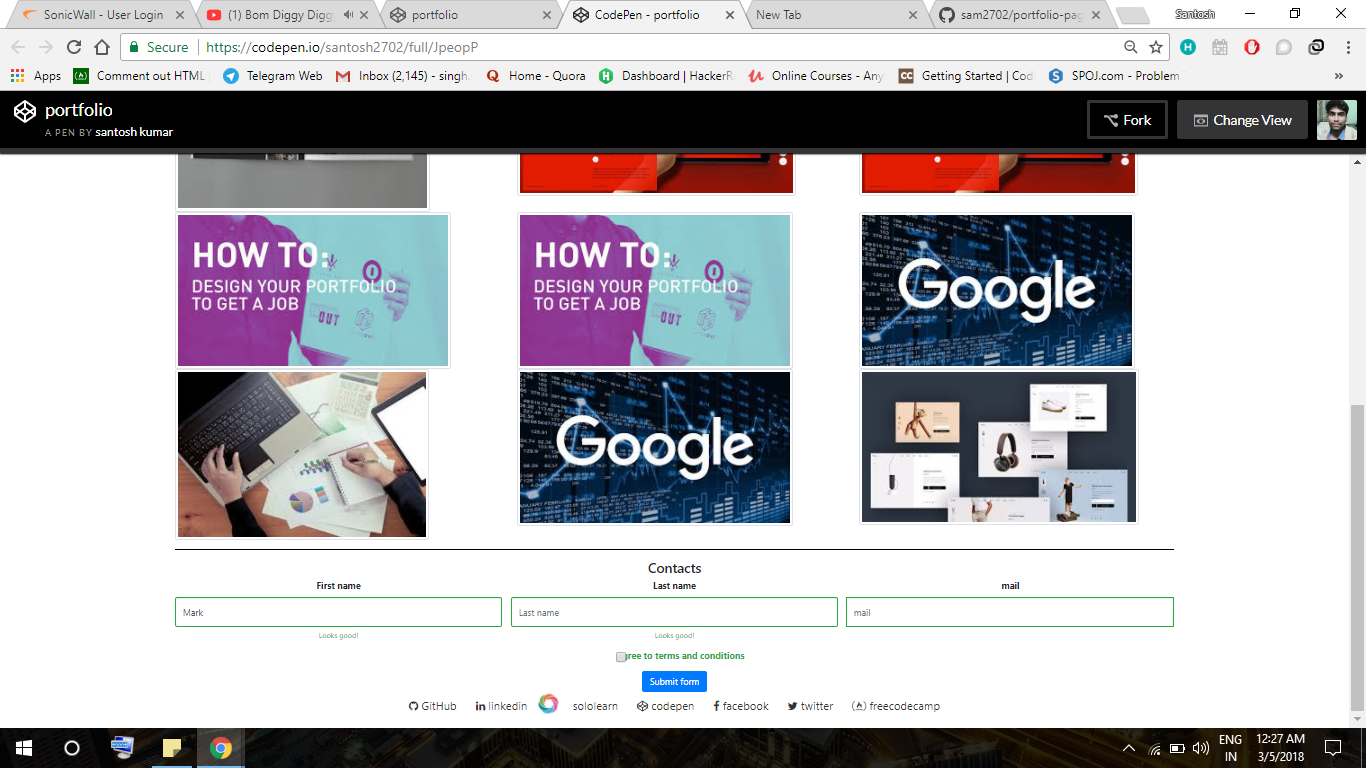 SonicWall - User Login
(1) Bom Diggy Digg
portfolio
CodePen - portfolio
New Tab
sam2702/portfolio-pag
Santosh
Secure
https://codepen.io/santosh2702/full/JpeopP
Apps
Comment out HTML
Telegram Web
Inbox (2,145) - singh
Home - Quora
Dashboard | HackerR
Online Courses - Any
Getting Started | Cod
SPOJ.com - Problem
portfolio
A PEN BY santosh kumar
Fork
Change View
HOW TO:
DESIGN YOUR PORTFOLIO
TO GET A JOB
OUT
HOW TO:
DESIGN YOUR PORTFOLIO
TO GET A JOB
OUT
Google
Google
Contacts
First name
Last name
mail
Mark
Last name
mail
Looks good!
Looks good!
gree to terms and conditions
Submit form
GitHub
linkedin
sololearn
codepen
facebook
twitter
freecodecamp
ENG
IN
12:27 AM
3/5/2018